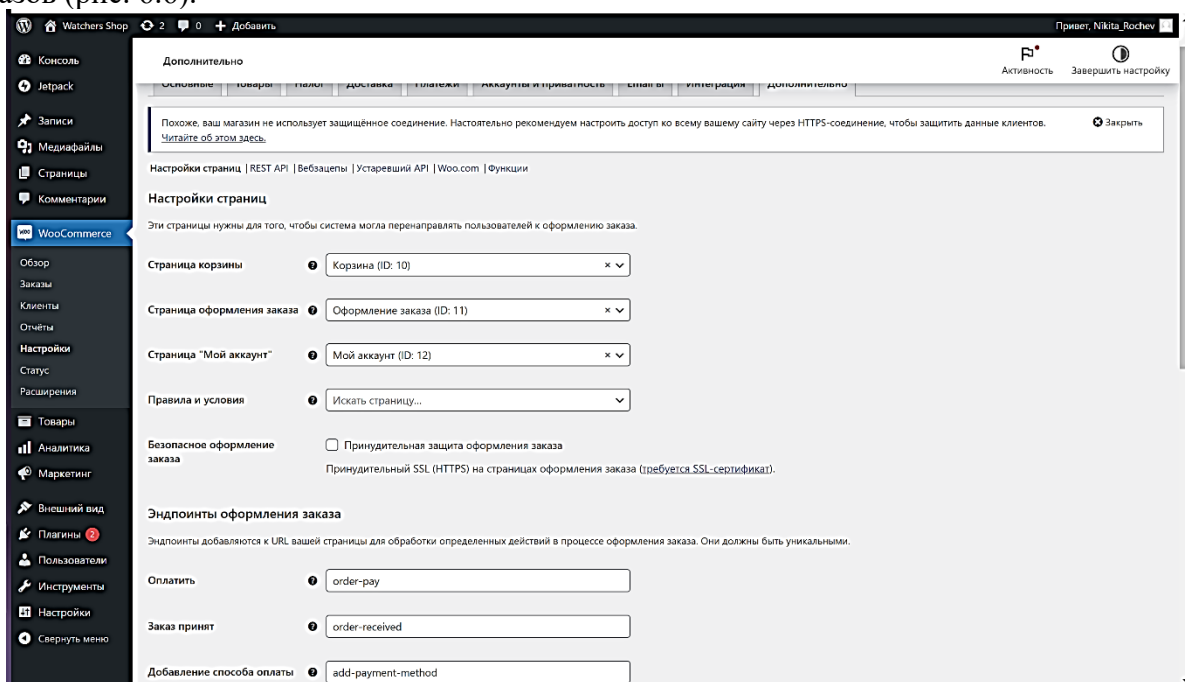 Watchers Shop 2 0 + Добавить Привет, Nikita_Rochev
Консоль
Jetpack
Записи
Медиафайлы
Страницы
Комментарии
WooCommerce
Обзор
Заказы
Клиенты
Отчёты
Настройки
Статус
Расширения
Товары
Аналитика
Маркетинг
Внешний вид
Плагины 2
Пользователи
Инструменты
Настройки
Свернуть меню
Дополнительно
Активность Завершить настройку
Основные Товары Налог Доставка Платежи Аккаунты и приватность Email'ы Интеграция Дополнительно
Похоже, ваш магазин не использует защищённое соединение. Настоятельно рекомендуем настроить доступ ко всему вашему сайту через HTTPS-соединение, чтобы защитить данные клиентов. Закрыть
Читайте об этом здесь.
Настройки страниц | REST API | Вебзацепы | Устаревший API | Woo.com | Функции
Настройки страниц
Эти страницы нужны для того, чтобы система могла перенаправлять пользователей к оформлению заказа.
Страница корзины Корзина (ID: 10)
Страница оформления заказа Оформление заказа (ID: 11)
Страница "Мой аккаунт" Мой аккаунт (ID: 12)
Правила и условия Искать страницу...
Безопасное оформление заказа Принудительная защита оформления заказа
Принудительный SSL (HTTPS) на страницах оформления заказа (требуется SSL-сертификат).
Эндпоинты оформления заказа
Эндпоинты добавляются к URL вашей страницы для обработки определенных действий в процессе оформления заказа. Они должны быть уникальными.
Оплатить order-pay
Заказ принят order-received
Добавление способа оплаты add-payment-method